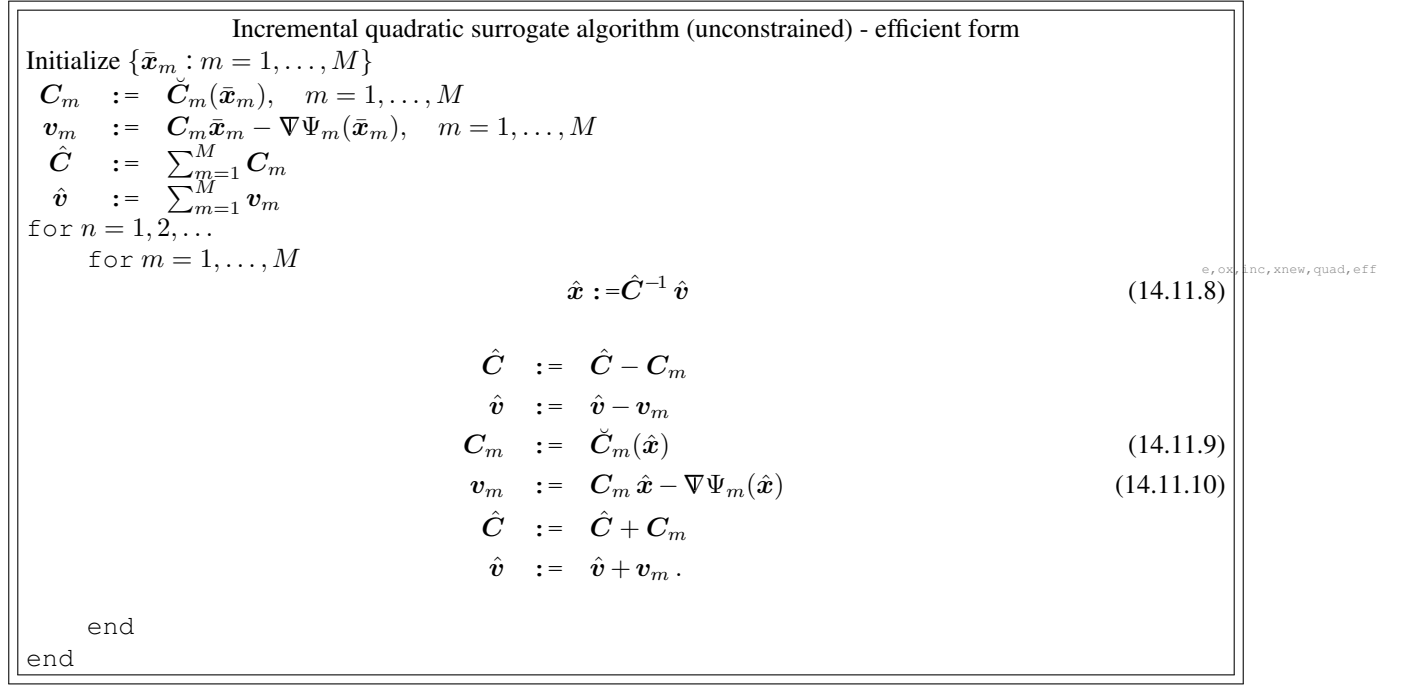 Incremental quadratic surrogate algorithm (unconstrained) - efficient form
Initialize {x̄_m : m = 1, . . . , M}
C_m := C̆_m(x̄_m), m = 1, . . . , M
v_m := C_m x̄_m − ∇Ψ_m(x̄_m), m = 1, . . . , M
Ĉ := ∑_{m=1}^{M} C_m
v̂ := ∑_{m=1}^{M} v_m
for n = 1, 2, . . .
for m = 1, . . . , M
e,ox,inc,xnew,quad,eff
x̂ := Ĉ^{−1} v̂ (14.11.8)
Ĉ := Ĉ − C_m
v̂ := v̂ − v_m
C_m := C̆_m(x̂) (14.11.9)
v_m := C_m x̂ − ∇Ψ_m(x̂) (14.11.10)
Ĉ := Ĉ + C_m
v̂ := v̂ + v_m .
end
end